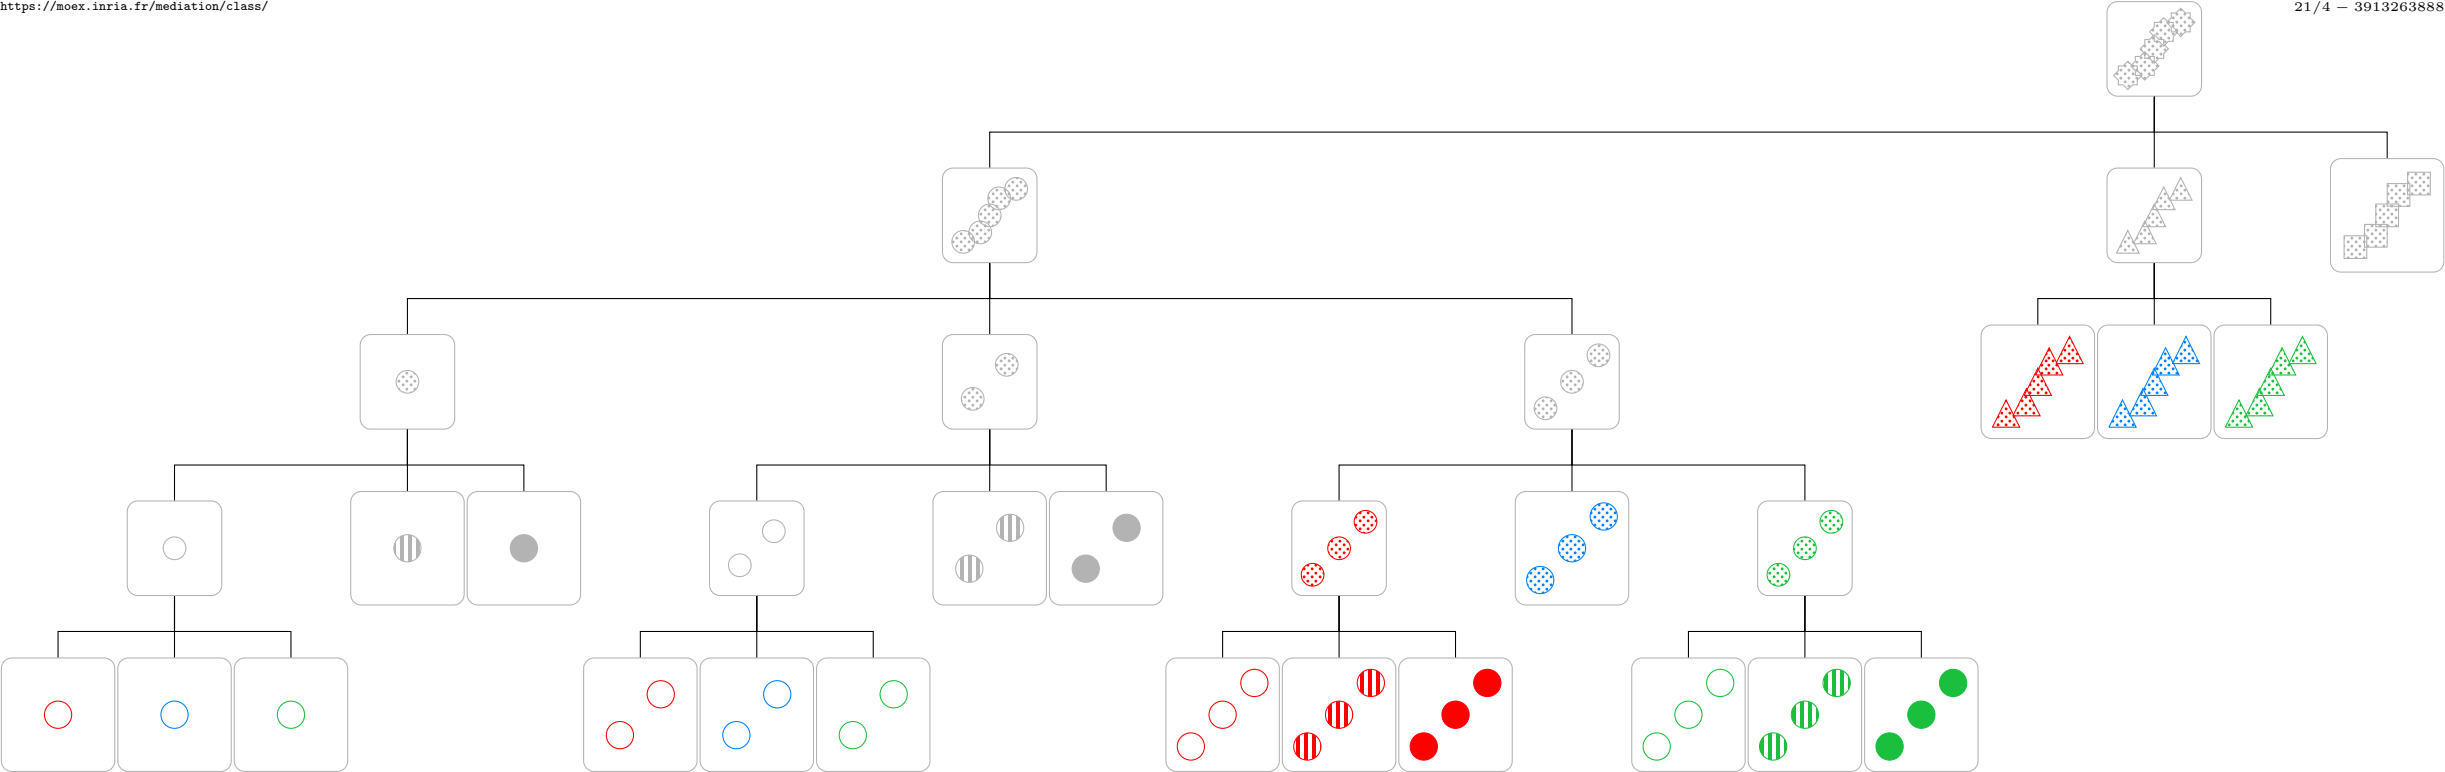 https://moex.inria.fr/mediation/class/
21/4 – 3913263888